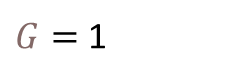 G = 1